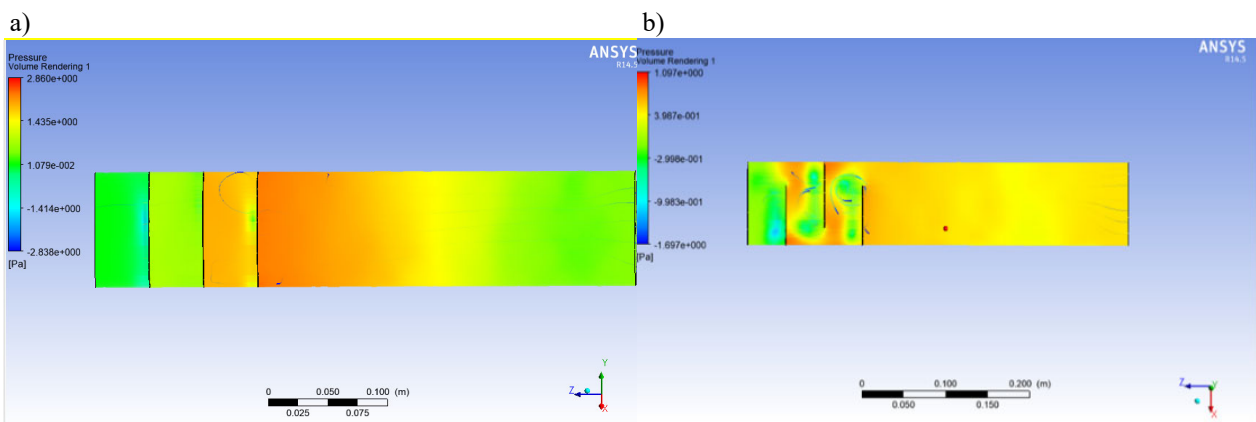 a)
b)
ANSYS
R14.5
Pressure
Volume Rendering 1
2.860e+000
1.435e+000
1.079e-002
-1.414e+000
-2.838e+000
[Pa]
0 0.050 0.100 (m)
0.025 0.075
Y
Z
X
ANSYS
R14.5
Pressure
Volume Rendering 1
1.097e+000
3.987e-001
-2.998e-001
-9.983e-001
-1.697e+000
[Pa]
0 0.100 0.200 (m)
0.050 0.150
Z
Y
X